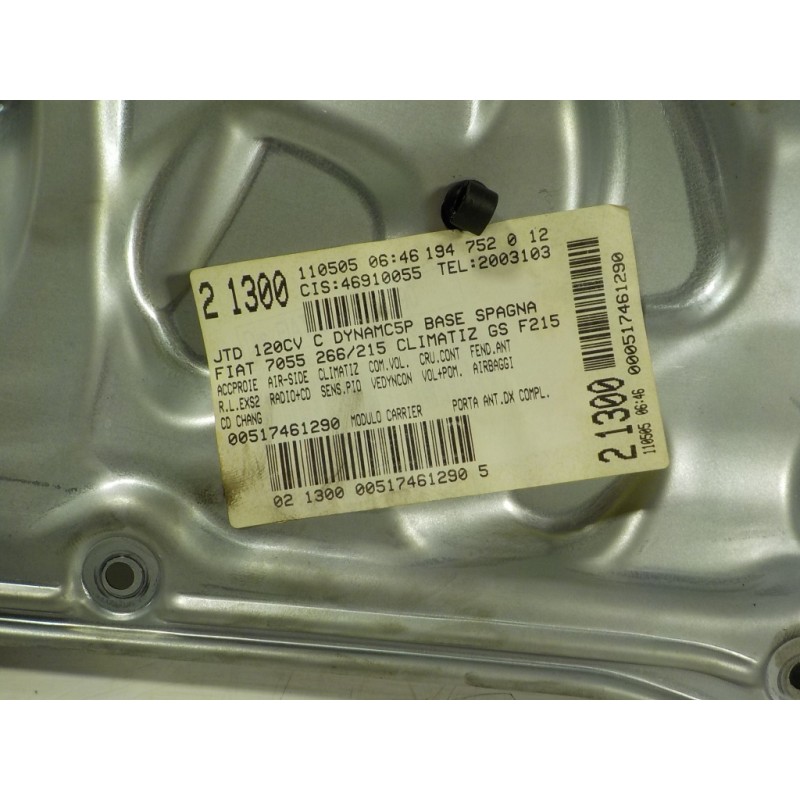 2 1300
110505 06:46 194 752 0 12
CIS:46910055 TEL:2003103
JTD 120CV C DYNAMC5P BASE SPAGNA
FIAT 7055 266/215 CLIMATIZ GS F215
ACCPROIE AIR-SIDE CLIMATIZ COM.VOL. CRU.CONT FEND.ANT
R.L.EXS2 RADIO+CD SENS.PIO VEDYNCON VOL+POM. AIRBAGGI
CD CHANG
00517461290 MODULO CARRIER PORTA ANT.DX COMPL.
02 1300 00517461290 5
2 1300
110505 06:46
000517461290